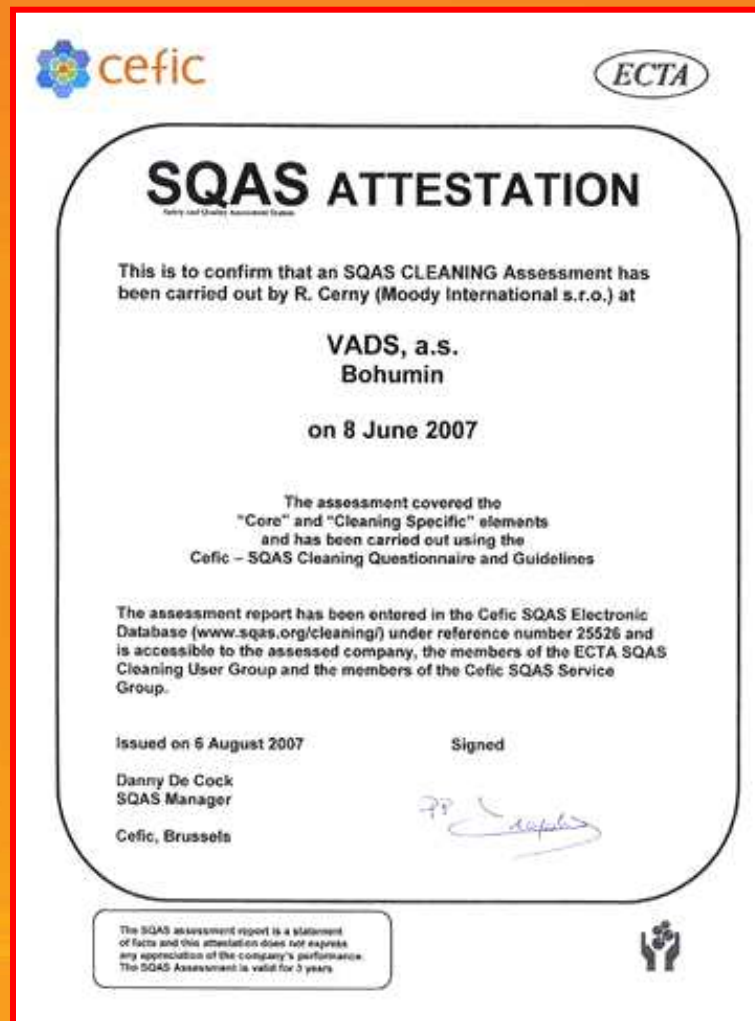 cefic
ECTA
SQAS ATTESTATION
Safety and Quality Assessment System
This is to confirm that an SQAS CLEANING Assessment has
been carried out by R. Cerny (Moody International s.r.o.) at
VADS, a.s.
Bohumin
on 8 June 2007
The assessment covered the
"Core" and "Cleaning Specific" elements
and has been carried out using the
Cefic – SQAS Cleaning Questionnaire and Guidelines
The assessment report has been entered in the Cefic SQAS Electronic
Database (www.sqas.org/cleaning/) under reference number 25526 and
is accessible to the assessed company, the members of the ECTA SQAS
Cleaning User Group and the members of the Cefic SQAS Service
Group.
Issued on 6 August 2007 Signed
Danny De Cock
SQAS Manager
Cefic, Brussels
The SQAS assessment report is a statement
of facts and this attestation does not express
any appreciation of the company's performance.
The SQAS Assessment is valid for 3 years